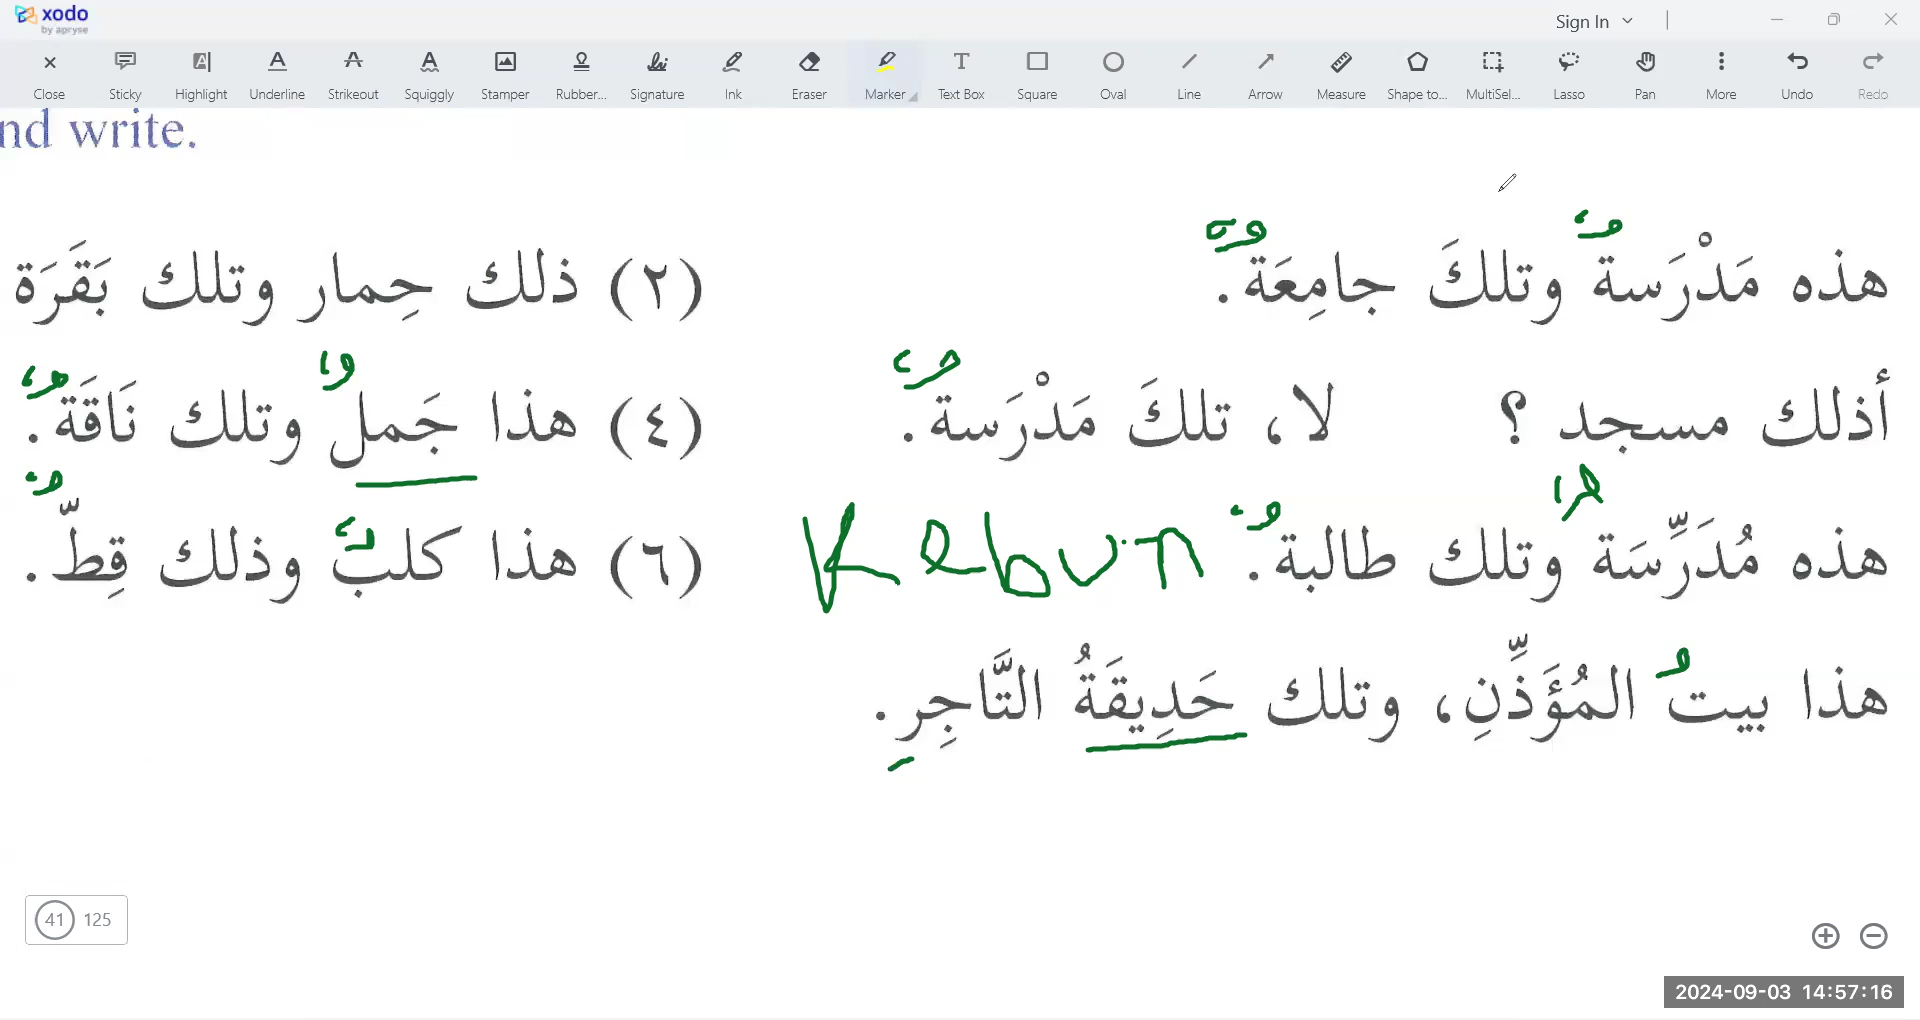 xodo
by apryse
Sign In
Close Sticky Highlight Underline Strikeout Squiggly Stamper Rubber... Signature Ink Eraser Marker Text Box Square Oval Line Arrow Measure Shape to... MultiSel... Lasso Pan More Undo Redo
nd write.
هذه مَدْرَسة وتلكَ جامِعَة.
(٢) ذلك حِمار وتلك بَقَرَة
أذلك مسجد ؟ لا، تلكَ مَدْرَسة.
(٤) هذا جَمل وتلك نَاقَة.
هذه مُدَرِّسَة وتلك طالبة.
Kebun
(٦) هذا كلب وذلك قِطّ.
هذا بيت المُؤَذِّنِ، وتلك حَدِيقَةُ التَّاجِرِ.
41 125
2024-09-03 14:57:16